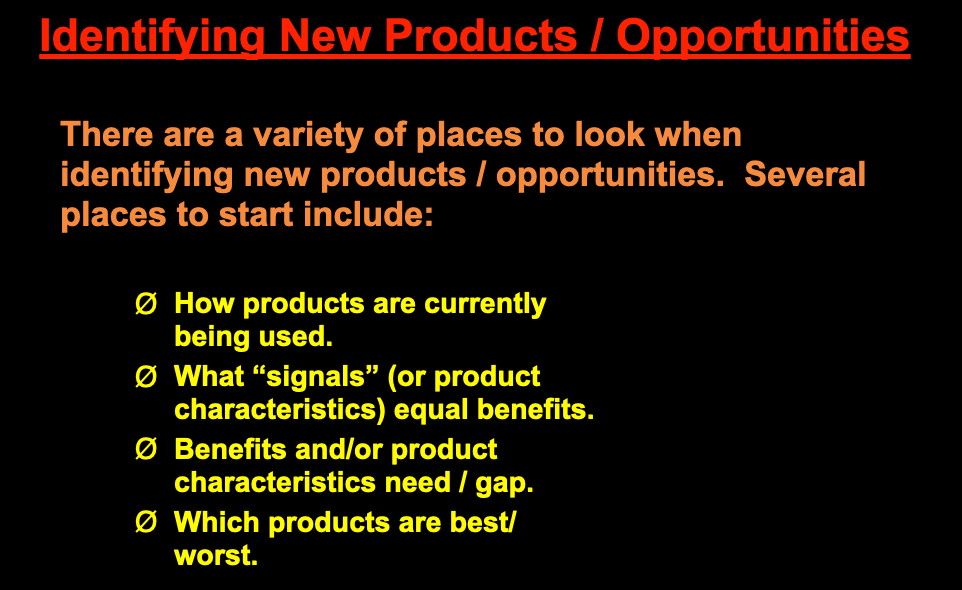 Identifying New Products / Opportunities
There are a variety of places to look when
identifying new products / opportunities.  Several
places to start include:
Ø How products are currently
being used.
Ø What “signals” (or product
characteristics) equal benefits.
Ø Benefits and/or product
characteristics need / gap.
Ø Which products are best/
worst.